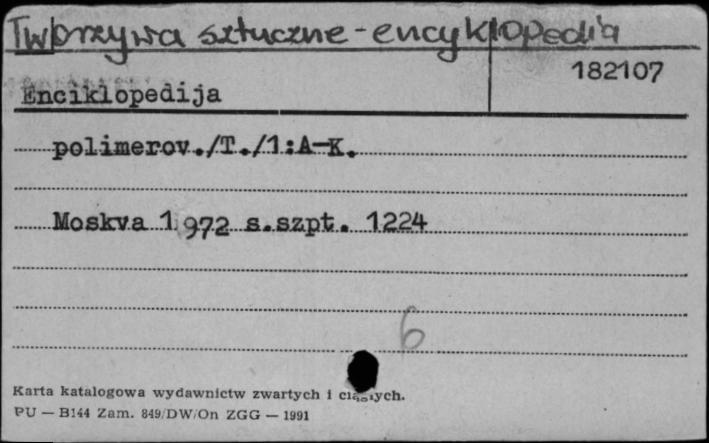 Tworzywa sztuczne - encyklopedia
182107
Enciklopedija
polimerov./T./1:A-K.
Moskva 1972 s.szpt. 1224
6
Karta katalogowa wydawnictw zwartych i ciągłych.
PU — B144 Zam. 849/DW/On ZGG — 1991